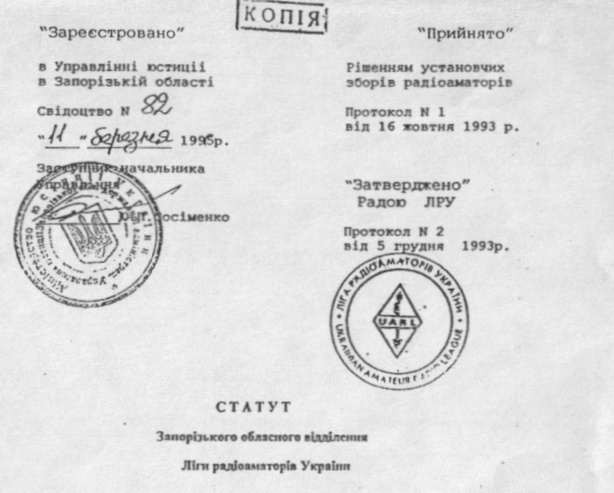 КОПІЯ
“Зареєстровано”
в Управлінні юстиції
в Запорізькій області
Свідоцтво N 82
“11” березня 1995р.
Заступник начальника
Управління
“Прийнято”
Рішенням установчих
зборів радіоаматорів
Протокол N 1
від 16 жовтня 1993 р.
“Затверджено”
Радою ЛРУ
Протокол N 2
від 5 грудня 1993р.
ЛІГА РАДІОАМАТОРІВ УКРАЇНИ
UKRAINIAN AMATEUR RADIO LEAGUE
UARL
СТАТУТ
Запорізького обласного відділення
Ліги радіоаматорів України